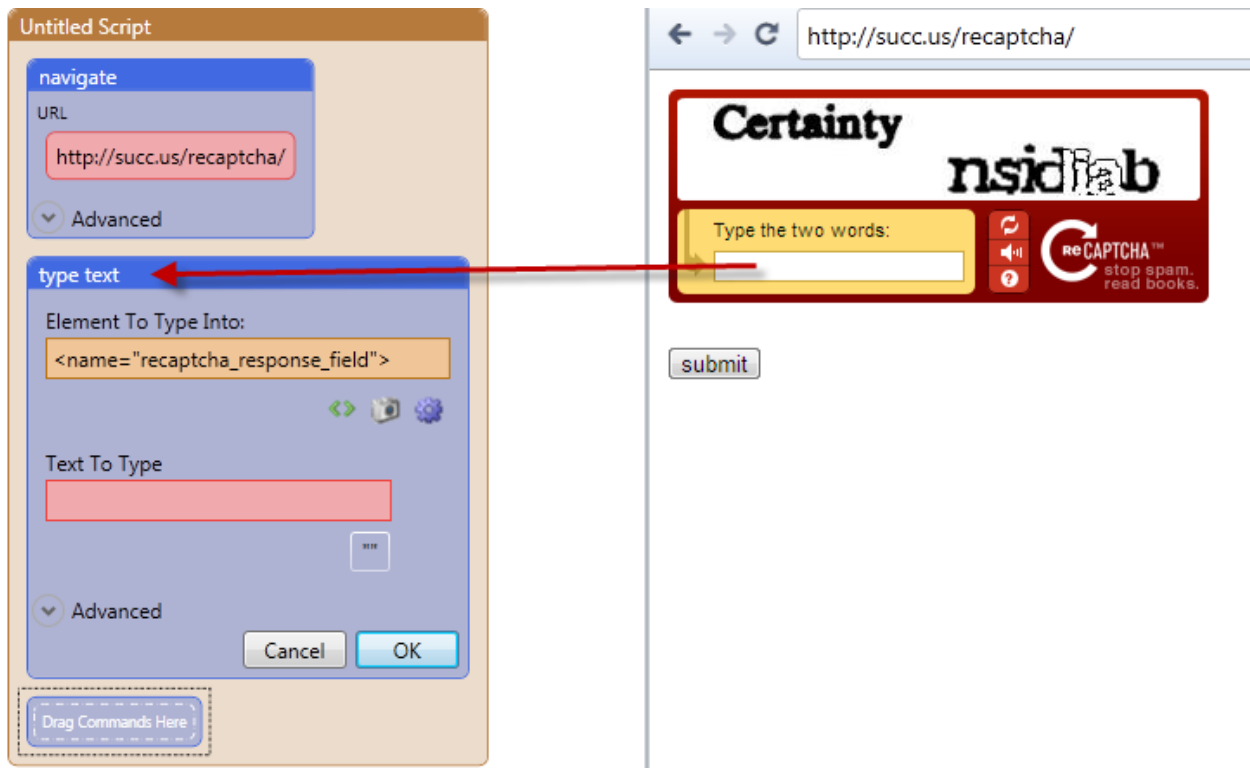 Untitled Script
navigate
URL
http://succ.us/recaptcha/
Advanced
type text
Element To Type Into:
<name="recaptcha_response_field">
Text To Type
""
Advanced
Cancel OK
Drag Commands Here
http://succ.us/recaptcha/
Certainty
Type the two words:
?
reCAPTCHA™
stop spam.
read books.
submit